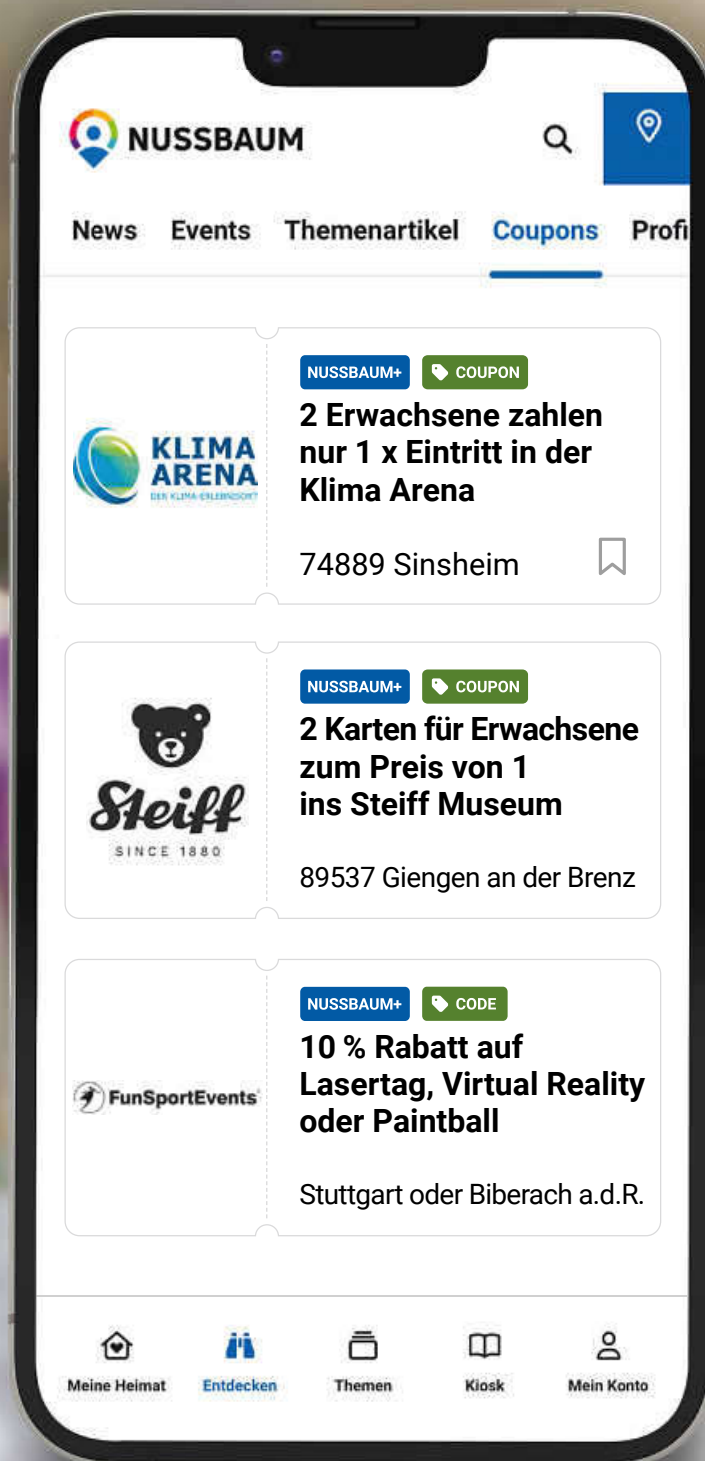 NUSSBAUM
News Events Themenartikel Coupons Profi
NUSSBAUM+ COUPON
KLIMA
ARENA
DER KLIMA-ERLEBNISORT
2 Erwachsene zahlen
nur 1 x Eintritt in der
Klima Arena
74889 Sinsheim
NUSSBAUM+ COUPON
Steiff
SINCE 1880
2 Karten für Erwachsene
zum Preis von 1
ins Steiff Museum
89537 Giengen an der Brenz
NUSSBAUM+ CODE
FunSportEvents
10 % Rabatt auf
Lasertag, Virtual Reality
oder Paintball
Stuttgart oder Biberach a.d.R.
Meine Heimat Entdecken Themen Kiosk Mein Konto